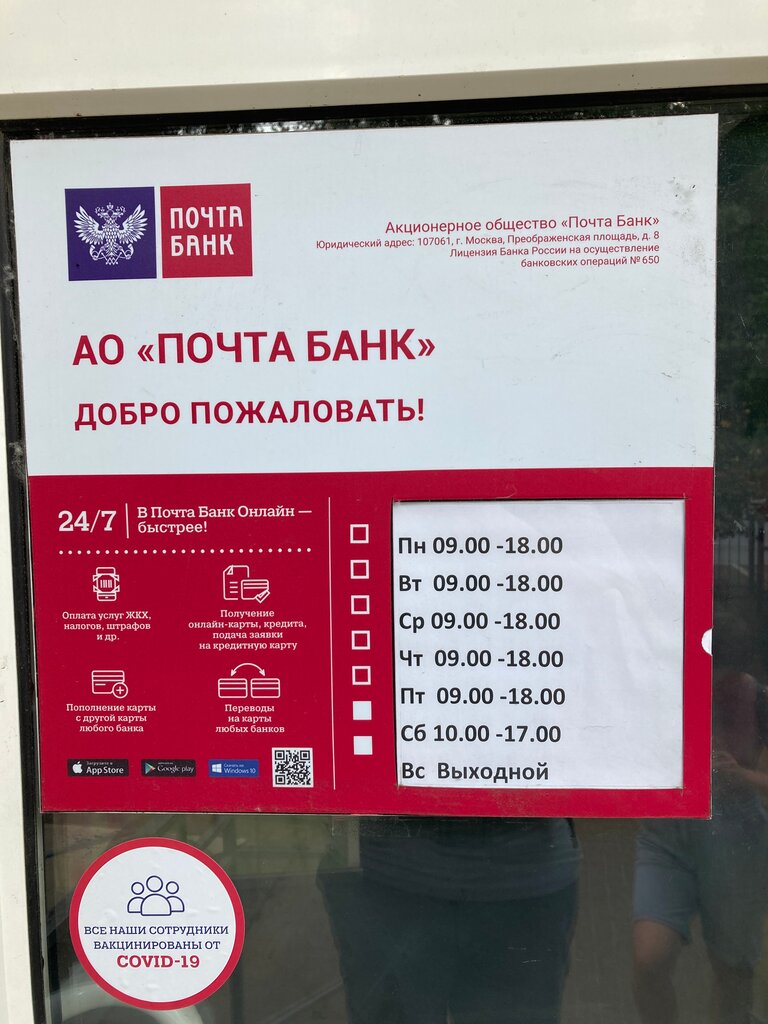 ПОЧТА
БАНК
Акционерное общество «Почта Банк»
Юридический адрес: 107061, г. Москва, Преображенская площадь, д. 8
Лицензия Банка России на осуществление
банковских операций № 650
АО «ПОЧТА БАНК»
ДОБРО ПОЖАЛОВАТЬ!
24/7
В Почта Банк Онлайн —
быстрее!
Оплата услуг ЖКХ,
налогов, штрафов
и др.
Получение
онлайн-карты, кредита,
подача заявки
на кредитную карту
Пополнение карты
с другой карты
любого банка
Переводы
на карты
любых банков
Загрузите в
App Store
Google play
Скачать на
Windows 10
Пн 09.00 -18.00
Вт 09.00 -18.00
Ср 09.00 -18.00
Чт 09.00 -18.00
Пт 09.00 -18.00
Сб 10.00 -17.00
Вс Выходной
ВСЕ НАШИ СОТРУДНИКИ
ВАКЦИНИРОВАНЫ ОТ
COVID-19